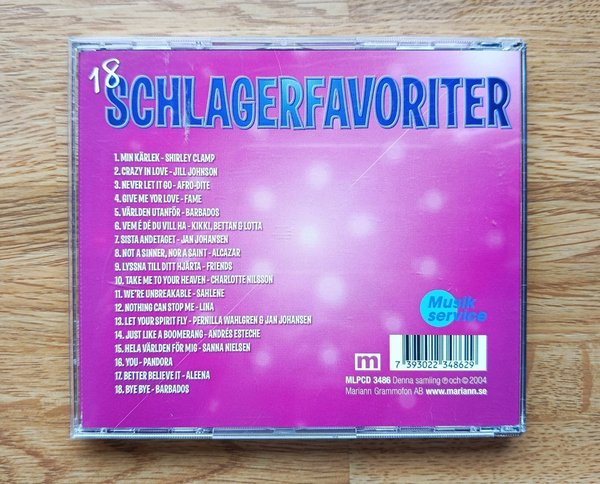 18
SCHLAGERFAVORITER
1. MIN KÄRLEK - SHIRLEY CLAMP
2. CRAZY IN LOVE - JILL JOHNSON
3. NEVER LET IT GO - AFRO-DITE
4. GIVE ME YOR LOVE - FAME
5. VÄRLDEN UTANFÖR - BARBADOS
6. VEM É DÉ DU VILL HA - KIKKI, BETTAN & LOTTA
7. SISTA ANDETAGET - JAN JOHANSEN
8. NOT A SINNER, NOR A SAINT - ALCAZAR
9. LYSSNA TILL DITT HJÄRTA - FRIENDS
10. TAKE ME TO YOUR HEAVEN - CHARLOTTE NILSSON
11. WE'RE UNBREAKABLE - SAHLENE
12. NOTHING CAN STOP ME - LINA
13. LET YOUR SPIRIT FLY - PERNILLA WAHLGREN & JAN JOHANSEN
14. JUST LIKE A BOOMERANG - ANDRÉS ESTECHE
15. HELA VÄRLDEN FÖR MIG - SANNA NIELSEN
16. YOU - PANDORA
17. BETTER BELIEVE IT - ALEENA
18. BYE BYE - BARBADOS
Musik
service
m
7 393022 348629
MLPCD 3486 Denna samling ℗ och © 2004
Mariann Grammofon AB www.mariann.se